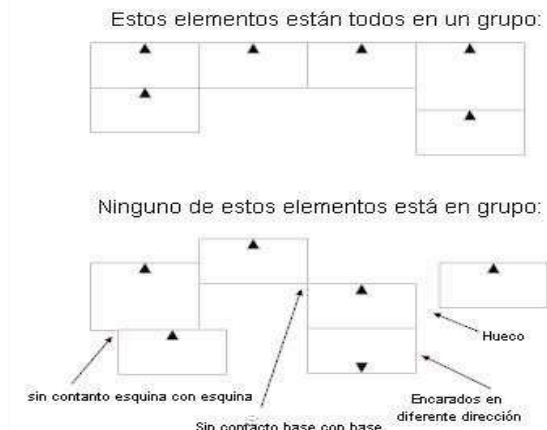 Estos elementos están todos en un grupo:
Ninguno de estos elementos está en grupo:
Hueco
sin contanto esquina con esquina
Encarados en
diferente dirección
Sin contacto base con base